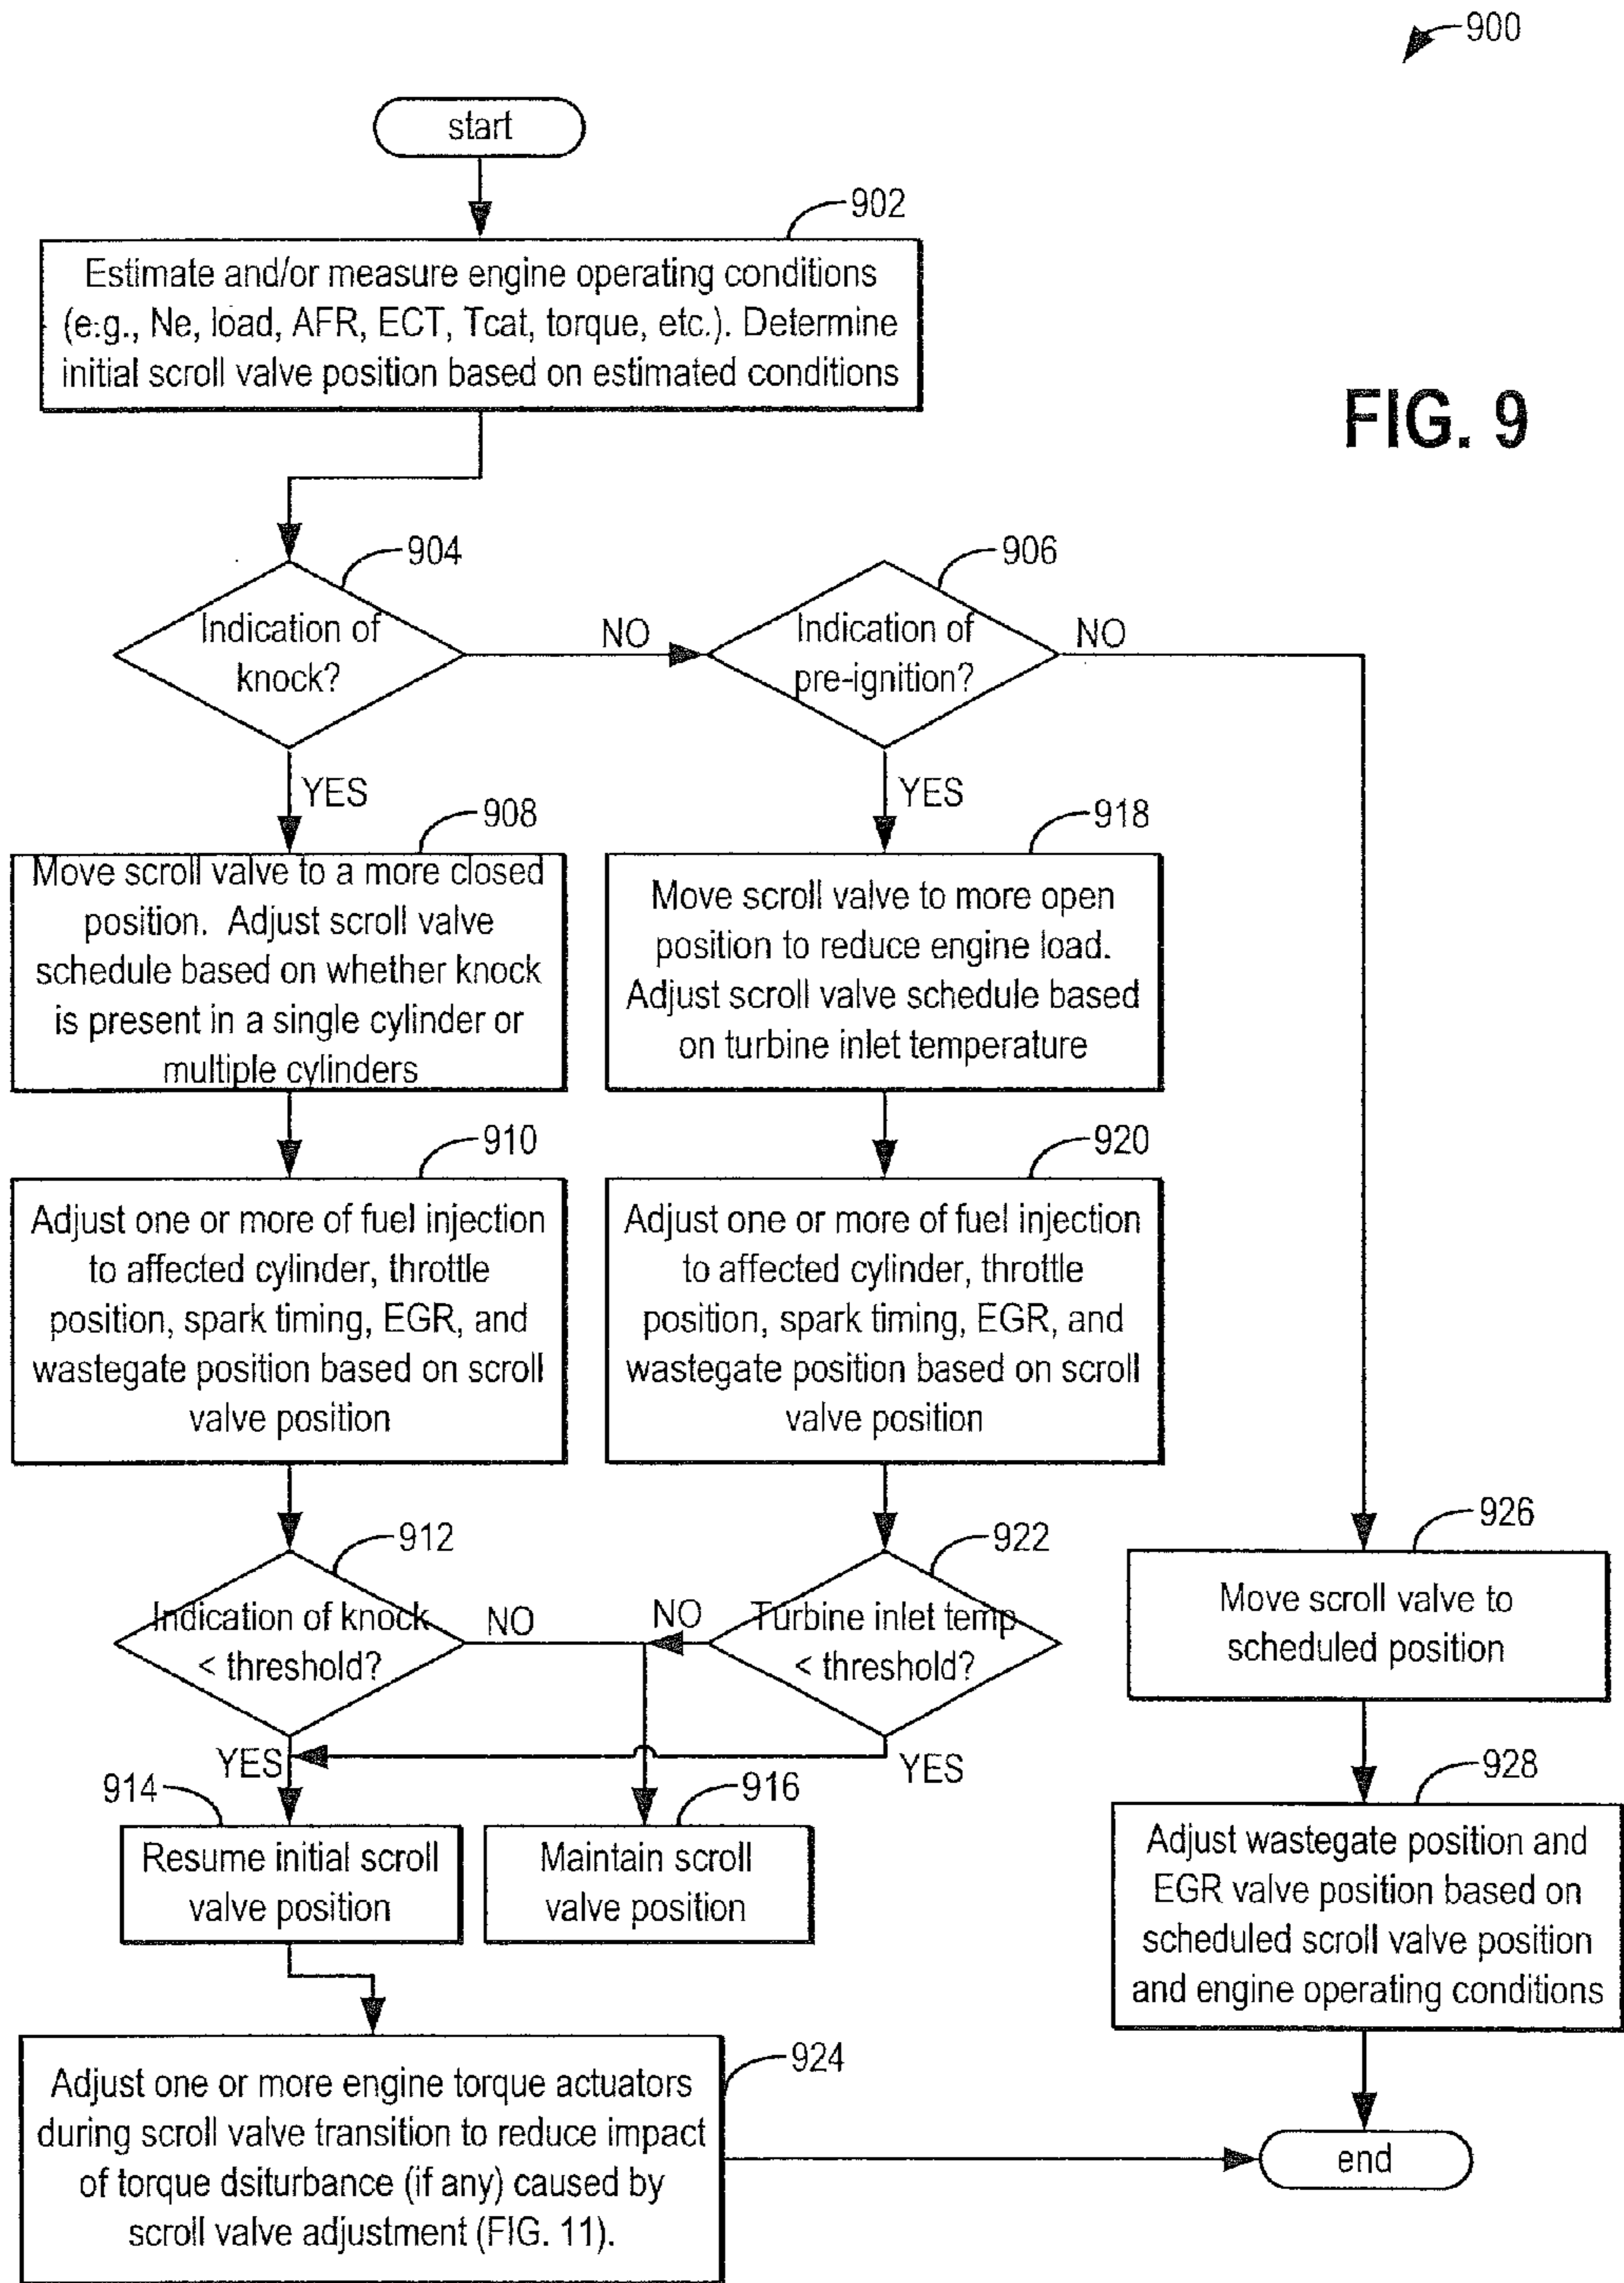 900
start
902
Estimate and/or measure engine operating conditions
(e.g., Ne, load, AFR, ECT, Tcat, torque, etc.). Determine
initial scroll valve position based on estimated conditions
FIG. 9
904
Indication of
knock?
NO
906
Indication of
pre-ignition?
NO
YES
YES
908
Move scroll valve to a more closed
position. Adjust scroll valve
schedule based on whether knock
is present in a single cylinder or
multiple cylinders
918
Move scroll valve to more open
position to reduce engine load.
Adjust scroll valve schedule based
on turbine inlet temperature
910
Adjust one or more of fuel injection
to affected cylinder, throttle
position, spark timing, EGR, and
wastegate position based on scroll
valve position
920
Adjust one or more of fuel injection
to affected cylinder, throttle
position, spark timing, EGR, and
wastegate position based on scroll
valve position
912
Indication of knock
< threshold?
NO
922
Turbine inlet temp
< threshold?
NO
YES
YES
926
Move scroll valve to
scheduled position
914
Resume initial scroll
valve position
916
Maintain scroll
valve position
928
Adjust wastegate position and
EGR valve position based on
scheduled scroll valve position
and engine operating conditions
924
Adjust one or more engine torque actuators
during scroll valve transition to reduce impact
of torque dsiturbance (if any) caused by
scroll valve adjustment (FIG. 11).
end